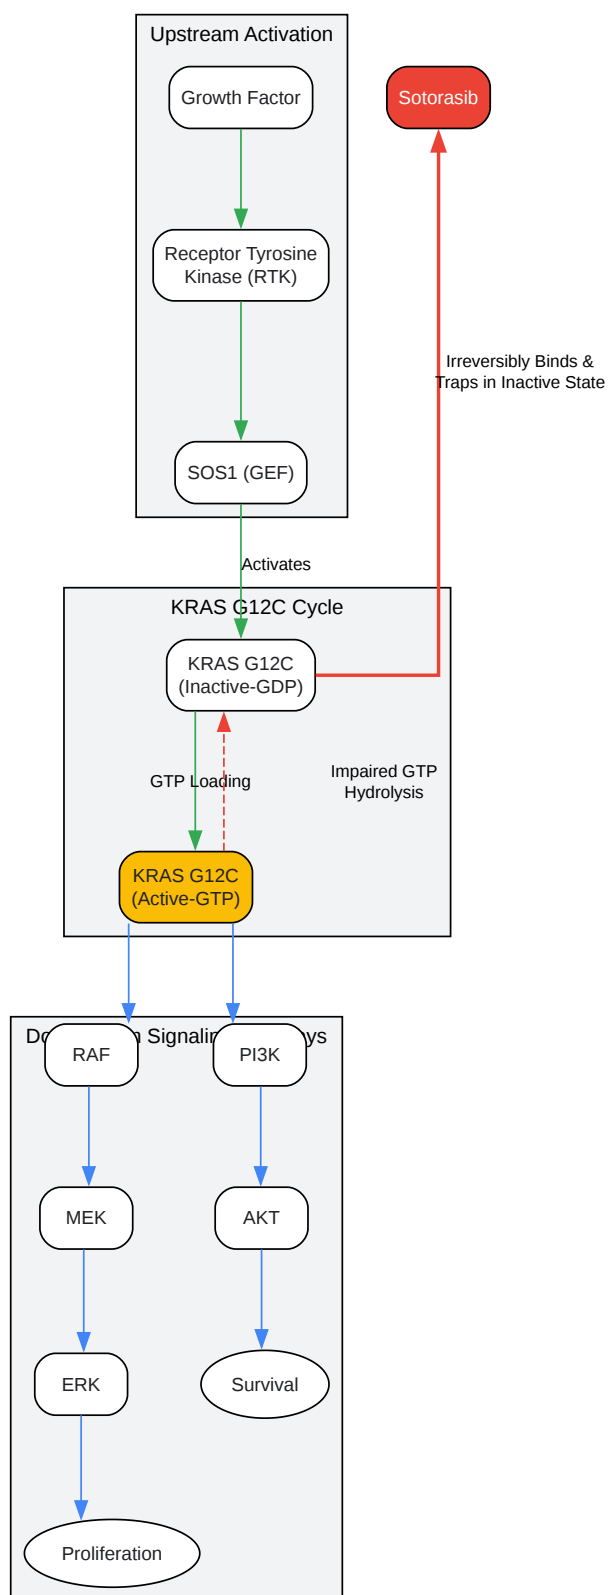 Upstream Activation
Growth Factor
Sotorasib
Receptor Tyrosine
Kinase (RTK)
Irreversibly Binds &
Traps in Inactive State
SOS1 (GEF)
Activates
KRAS G12C Cycle
KRAS G12C
(Inactive-GDP)
GTP Loading
Impaired GTP
Hydrolysis
KRAS G12C
(Active-GTP)
Signaling
RAF
PI3K
MEK
AKT
ERK
Survival
Proliferation